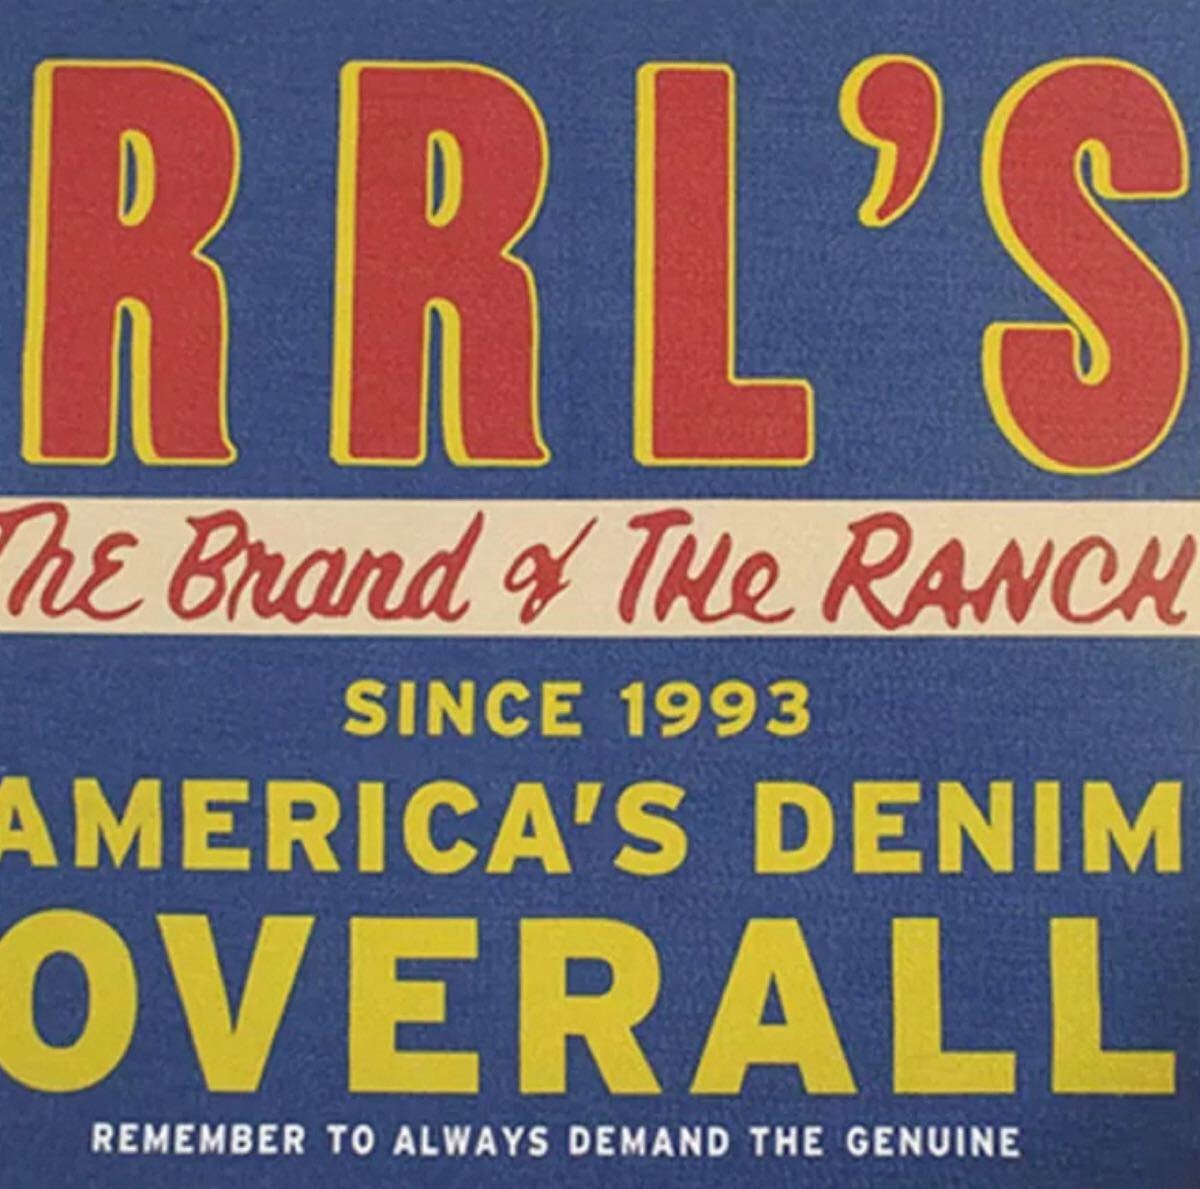 RRL'S
The Brand of The RANCH
SINCE 1993
AMERICA'S DENIM
OVERALL
REMEMBER TO ALWAYS DEMAND THE GENUINE